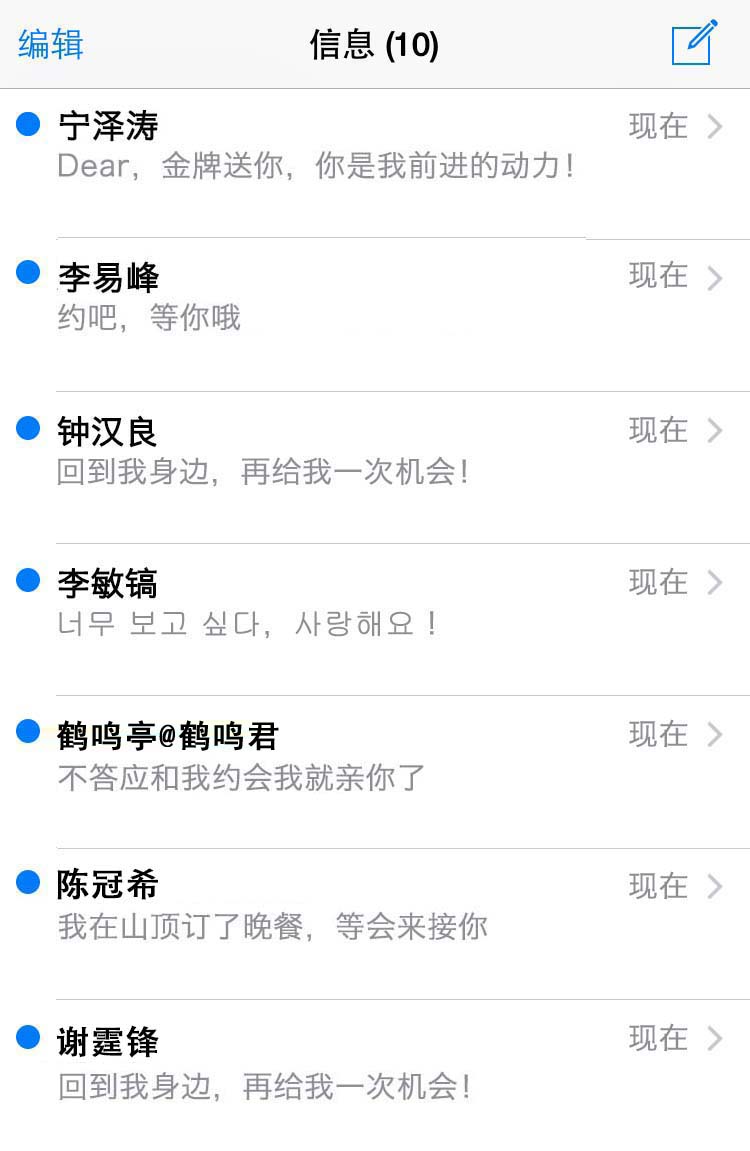 编辑 信息 (10)
宁泽涛 现在
Dear，金牌送你，你是我前进的动力！
李易峰 现在
约吧，等你哦
钟汉良 现在
回到我身边，再给我一次机会！
李敏镐 现在
너무 보고 싶다, 사랑해요 !
鹤鸣亭@鹤鸣君 现在
不答应和我约会我就亲你了
陈冠希 现在
我在山顶订了晚餐，等会来接你
谢霆锋 现在
回到我身边，再给我一次机会！